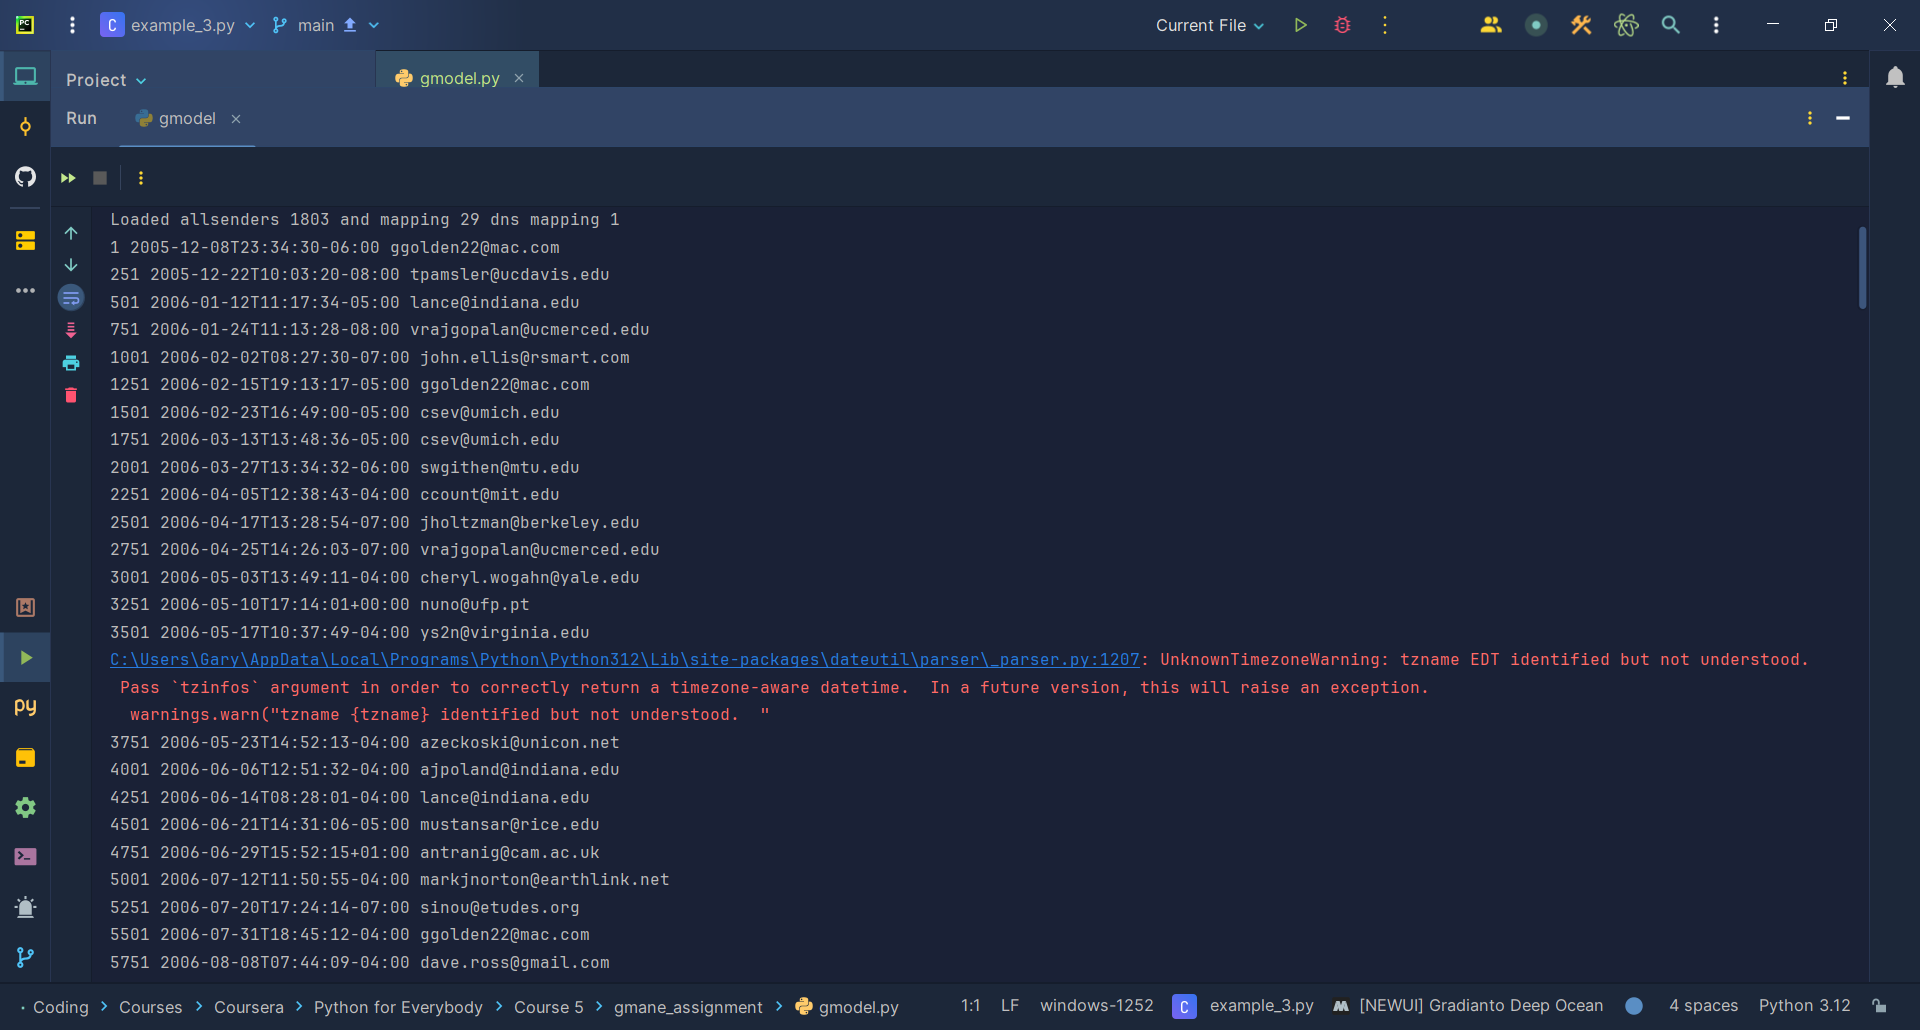 PC
C example_3.py main Current File
Project gmodel.py
Run gmodel
Loaded allsenders 1803 and mapping 29 dns mapping 1
1 2005-12-08T23:34:30-06:00 ggolden22@mac.com
251 2005-12-22T10:03:20-08:00 tpamsler@ucdavis.edu
501 2006-01-12T11:17:34-05:00 lance@indiana.edu
751 2006-01-24T11:13:28-08:00 vrajgopalan@ucmerced.edu
1001 2006-02-02T08:27:30-07:00 john.ellis@rsmart.com
1251 2006-02-15T19:13:17-05:00 ggolden22@mac.com
1501 2006-02-23T16:49:00-05:00 csev@umich.edu
1751 2006-03-13T13:48:36-05:00 csev@umich.edu
2001 2006-03-27T13:34:32-06:00 swgithen@mtu.edu
2251 2006-04-05T12:38:43-04:00 ccount@mit.edu
2501 2006-04-17T13:28:54-07:00 jholtzman@berkeley.edu
2751 2006-04-25T14:26:03-07:00 vrajgopalan@ucmerced.edu
3001 2006-05-03T13:49:11-04:00 cheryl.wogahn@yale.edu
3251 2006-05-10T17:14:01+00:00 nuno@ufp.pt
3501 2006-05-17T10:37:49-04:00 ys2n@virginia.edu
C:\Users\Gary\AppData\Local\Programs\Python\Python312\Lib\site-packages\dateutil\parser\_parser.py:1207: UnknownTimezoneWarning: tzname EDT identified but not understood.
Pass `tzinfos` argument in order to correctly return a timezone-aware datetime.  In a future version, this will raise an exception.
warnings.warn("tzname {tzname} identified but not understood.  "
3751 2006-05-23T14:52:13-04:00 azeckoski@unicon.net
4001 2006-06-06T12:51:32-04:00 ajpoland@indiana.edu
4251 2006-06-14T08:28:01-04:00 lance@indiana.edu
4501 2006-06-21T14:31:06-05:00 mustansar@rice.edu
4751 2006-06-29T15:52:15+01:00 antranig@cam.ac.uk
5001 2006-07-12T11:50:55-04:00 markjnorton@earthlink.net
5251 2006-07-20T17:24:14-07:00 sinou@etudes.org
5501 2006-07-31T18:45:12-04:00 ggolden22@mac.com
5751 2006-08-08T07:44:09-04:00 dave.ross@gmail.com
py
Coding > Courses > Coursera > Python for Everybody > Course 5 > gmane_assignment > gmodel.py 1:1 LF windows-1252 C example_3.py M [NEWUI] Gradianto Deep Ocean 4 spaces Python 3.12